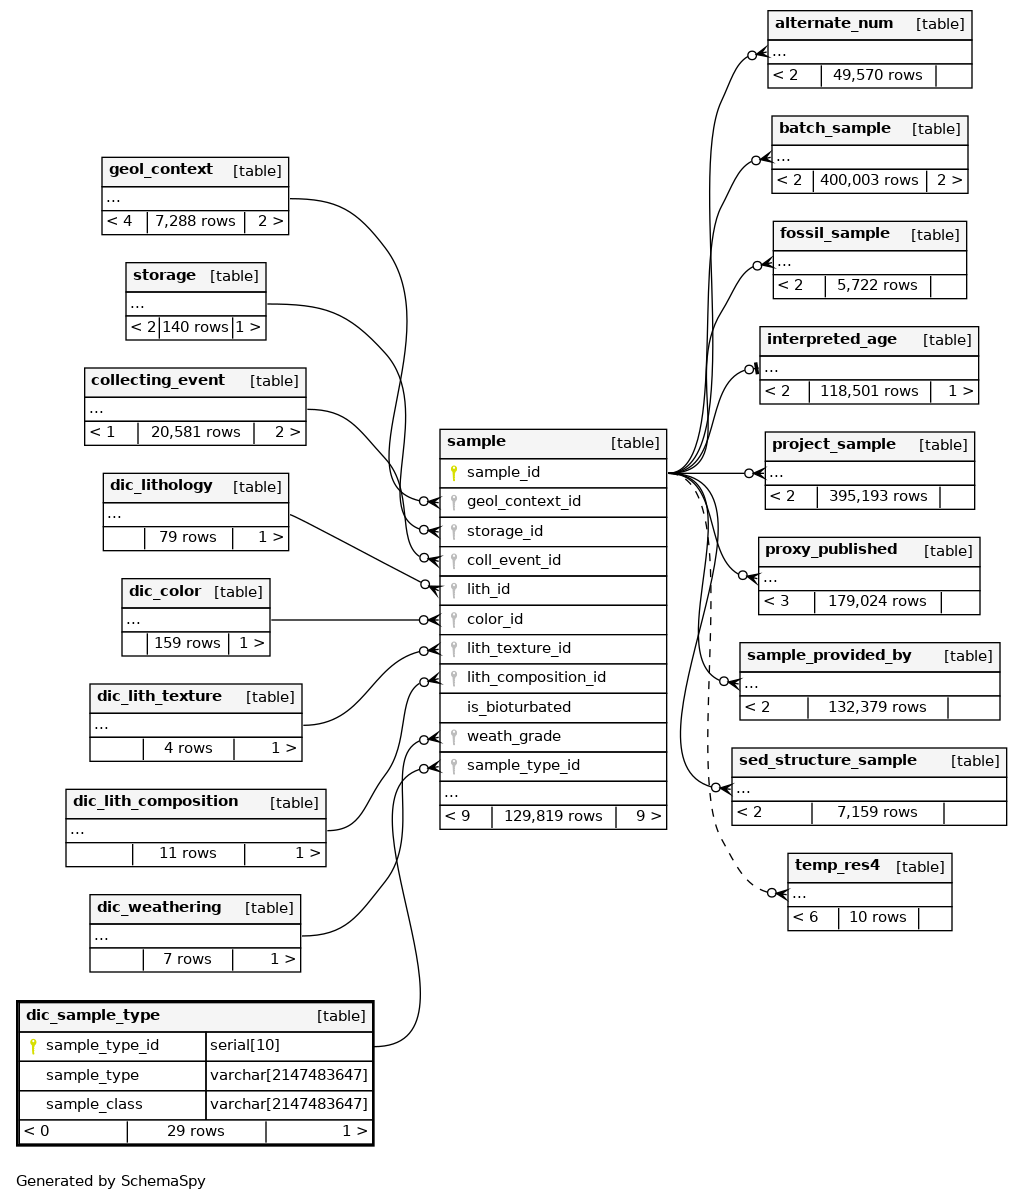 alternate_num [table]
...
< 2 49,570 rows
batch_sample [table]
...
< 2 400,003 rows 2 >
fossil_sample [table]
...
< 2 5,722 rows
interpreted_age [table]
...
< 2 118,501 rows 1 >
project_sample [table]
...
< 2 395,193 rows
proxy_published [table]
...
< 3 179,024 rows
sample_provided_by [table]
...
< 2 132,379 rows
sed_structure_sample [table]
...
< 2 7,159 rows
temp_res4 [table]
...
< 6 10 rows
geol_context [table]
...
< 4 7,288 rows 2 >
storage [table]
...
< 2 140 rows 1 >
collecting_event [table]
...
< 1 20,581 rows 2 >
dic_lithology [table]
...
79 rows 1 >
dic_color [table]
...
159 rows 1 >
dic_lith_texture [table]
...
4 rows 1 >
dic_lith_composition [table]
...
11 rows 1 >
dic_weathering [table]
...
7 rows 1 >
sample [table]
sample_id
geol_context_id
storage_id
coll_event_id
lith_id
color_id
lith_texture_id
lith_composition_id
is_bioturbated
weath_grade
sample_type_id
...
< 9 129,819 rows 9 >
dic_sample_type [table]
sample_type_id serial[10]
sample_type varchar[2147483647]
sample_class varchar[2147483647]
< 0 29 rows 1 >
Generated by SchemaSpy